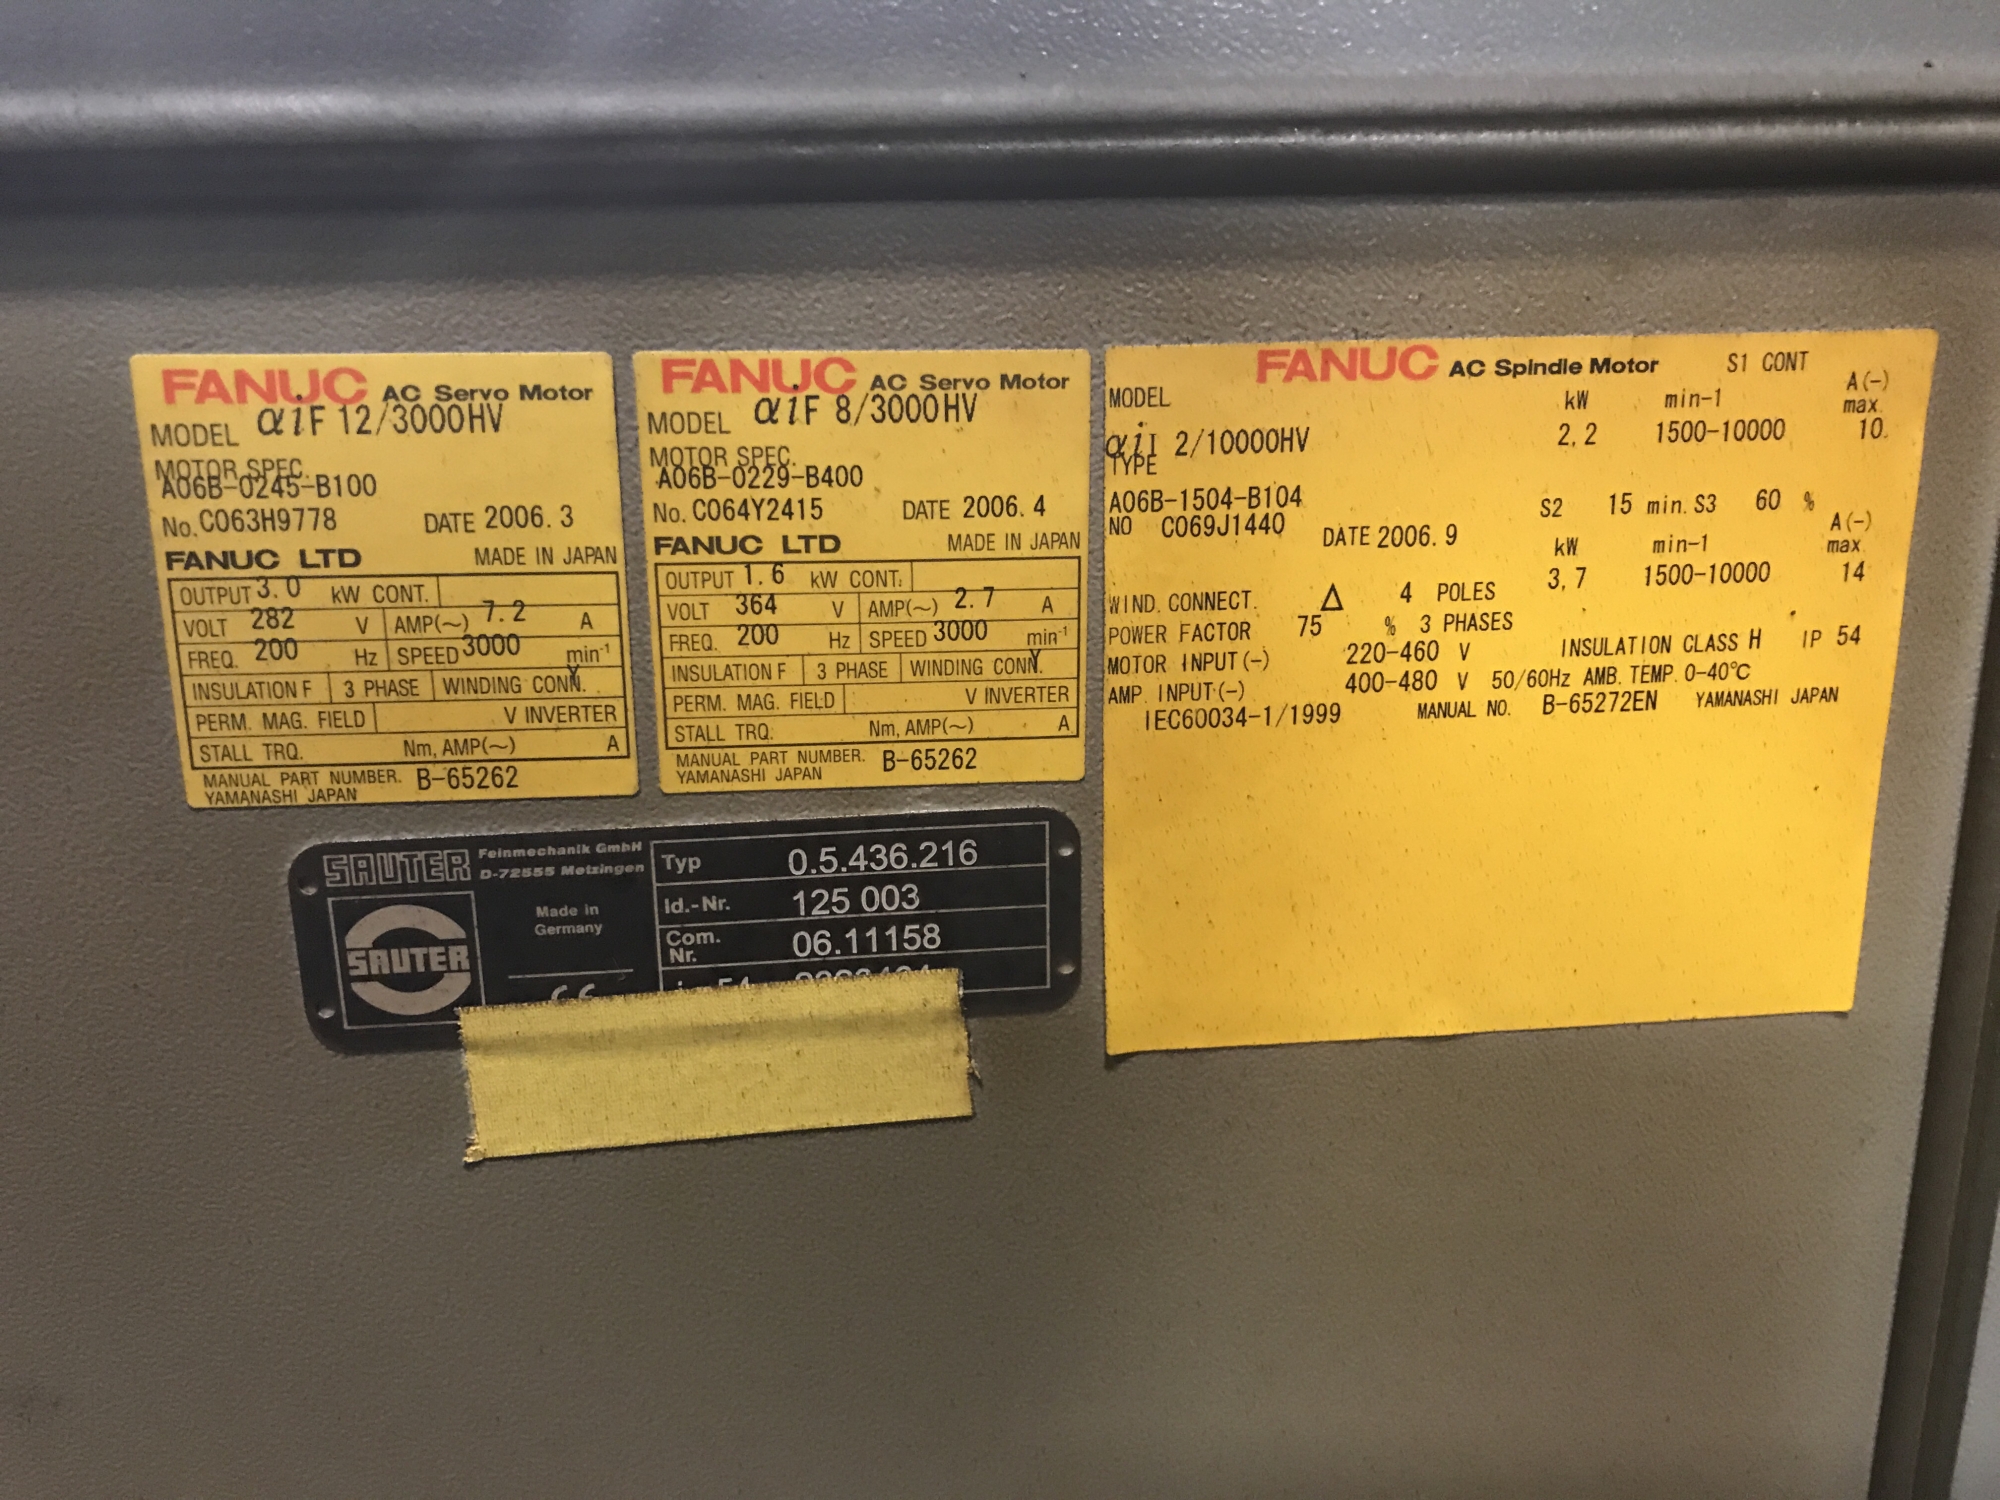 FANUC AC Servo Motor
MODEL αiF 12/3000HV
MOTOR SPEC.
A06B-0245-B100
No. C063H9778 DATE 2006. 3
FANUC LTD MADE IN JAPAN
OUTPUT 3. 0 kW CONT.
VOLT 282 V AMP(~) 7. 2 A
FREQ. 200 Hz SPEED 3000 min-1
INSULATION F 3 PHASE WINDING CONN. Y
PERM. MAG. FIELD V INVERTER
STALL TRQ. Nm, AMP(~) A
MANUAL PART NUMBER. B-65262
YAMANASHI JAPAN
FANUC AC Servo Motor
MODEL αiF 8/3000HV
MOTOR SPEC.
A06B-0229-B400
No. C064Y2415 DATE 2006. 4
FANUC LTD MADE IN JAPAN
OUTPUT 1. 6 kW CONT.
VOLT 364 V AMP(~) 2. 7 A
FREQ. 200 Hz SPEED 3000 min-1
INSULATION F 3 PHASE WINDING CONN. Y
PERM. MAG. FIELD V INVERTER
STALL TRQ. Nm, AMP(~) A
MANUAL PART NUMBER. B-65262
YAMANASHI JAPAN
FANUC AC Spindle Motor S1 CONT
MODEL kW min-1 A(~) max.
αiI 2/10000HV 2, 2 1500-10000 10.
TYPE
A06B-1504-B104 S2 15 min. S3 60 %
NO C069J1440 DATE 2006. 9 kW min-1 A(~) max
3, 7 1500-10000 14
WIND. CONNECT. Δ 4 POLES
POWER FACTOR 75 % 3 PHASES
MOTOR INPUT(~) 220-460 V INSULATION CLASS H IP 54
AMP. INPUT(~) 400-480 V 50/60Hz AMB. TEMP. 0-40℃
IEC60034-1/1999 MANUAL NO. B-65272EN YAMANASHI JAPAN
SAUTER Feinmechanik GmbH
D-72555 Metzingen
Made in
Germany
SAUTER
CE
Typ 0.5.436.216
Id.-Nr. 125 003
Com. Nr. 06.11158